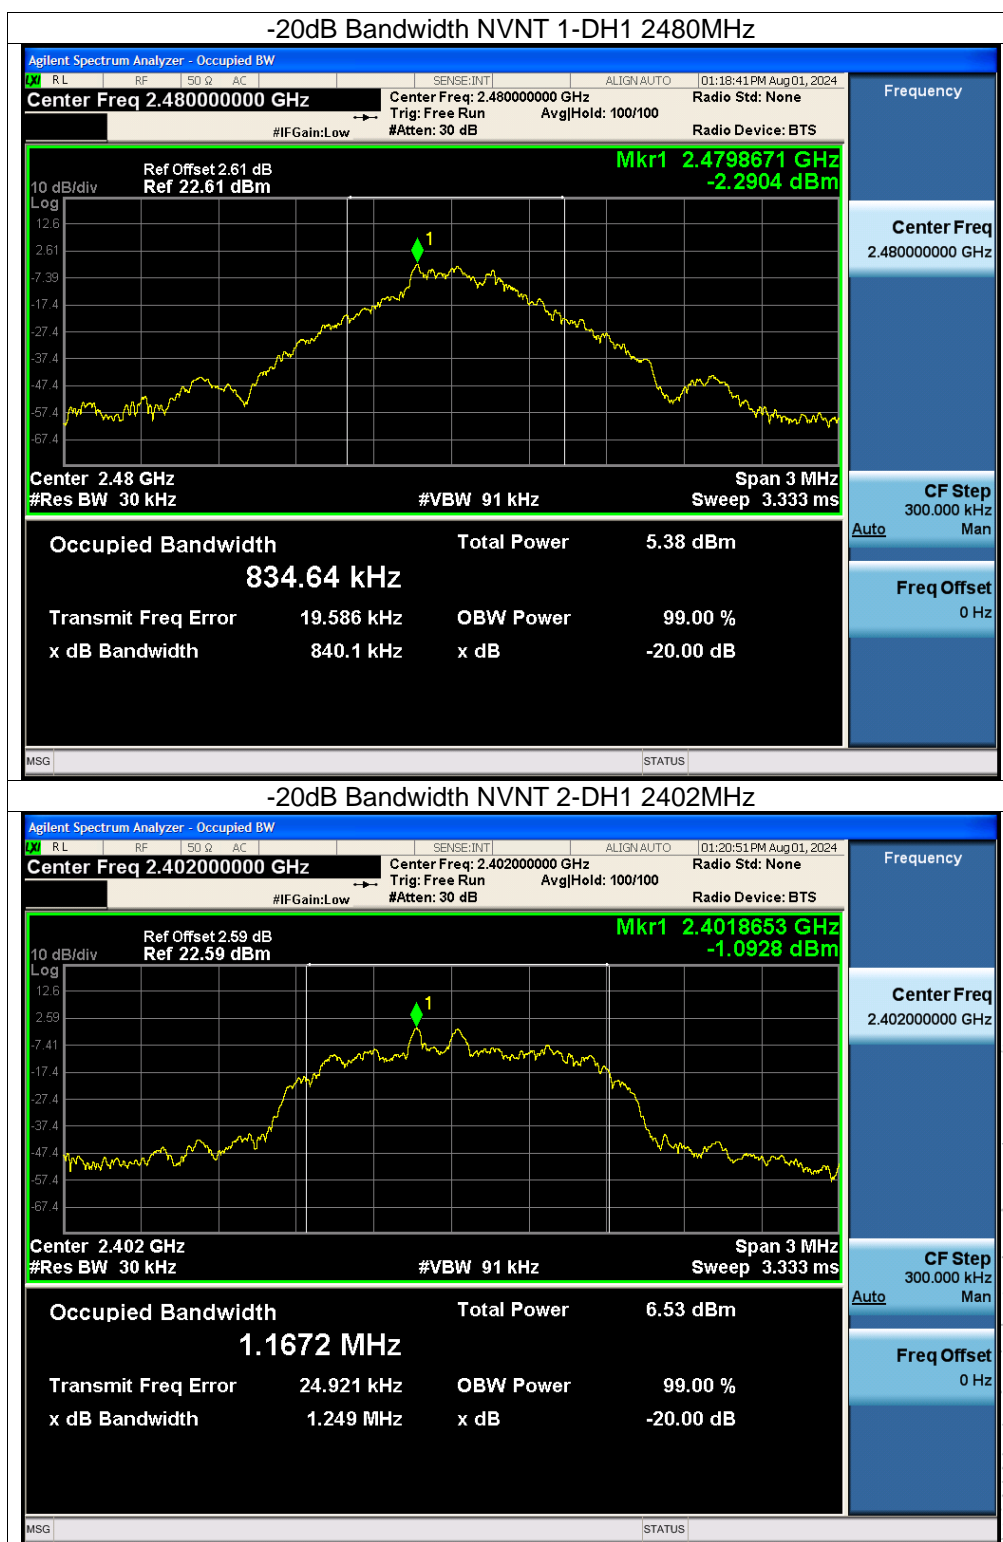 -20dB Bandwidth NVNT 1-DH1 2480MHz
Agilent Spectrum Analyzer - Occupied BW
LXI RL RF 50 Ω AC SENSE:INT ALIGN AUTO 01:18:41 PM Aug 01, 2024
Center Freq 2.480000000 GHz
Center Freq: 2.480000000 GHz Radio Std: None
Trig: Free Run Avg|Hold: 100/100
#IFGain:Low #Atten: 30 dB Radio Device: BTS
Frequency
Mkr1 2.4798671 GHz
-2.2904 dBm
Ref Offset 2.61 dB
10 dB/div Ref 22.61 dBm
Log
12.6
2.61
-7.39
-17.4
-27.4
-37.4
-47.4
-57.4
-67.4
1
Center Freq
2.480000000 GHz
Center 2.48 GHz Span 3 MHz
#Res BW 30 kHz #VBW 91 kHz Sweep 3.333 ms
CF Step
300.000 kHz
Auto Man
Occupied Bandwidth Total Power 5.38 dBm
834.64 kHz
Freq Offset
0 Hz
Transmit Freq Error 19.586 kHz OBW Power 99.00 %
x dB Bandwidth 840.1 kHz x dB -20.00 dB
MSG STATUS
-20dB Bandwidth NVNT 2-DH1 2402MHz
Agilent Spectrum Analyzer - Occupied BW
LXI RL RF 50 Ω AC SENSE:INT ALIGN AUTO 01:20:51 PM Aug 01, 2024
Center Freq 2.402000000 GHz
Center Freq: 2.402000000 GHz Radio Std: None
Trig: Free Run Avg|Hold: 100/100
#IFGain:Low #Atten: 30 dB Radio Device: BTS
Frequency
Mkr1 2.4018653 GHz
-1.0928 dBm
Ref Offset 2.59 dB
10 dB/div Ref 22.59 dBm
Log
12.6
2.59
-7.41
-17.4
-27.4
-37.4
-47.4
-57.4
-67.4
1
Center Freq
2.402000000 GHz
Center 2.402 GHz Span 3 MHz
#Res BW 30 kHz #VBW 91 kHz Sweep 3.333 ms
CF Step
300.000 kHz
Auto Man
Occupied Bandwidth Total Power 6.53 dBm
1.1672 MHz
Freq Offset
0 Hz
Transmit Freq Error 24.921 kHz OBW Power 99.00 %
x dB Bandwidth 1.249 MHz x dB -20.00 dB
MSG STATUS